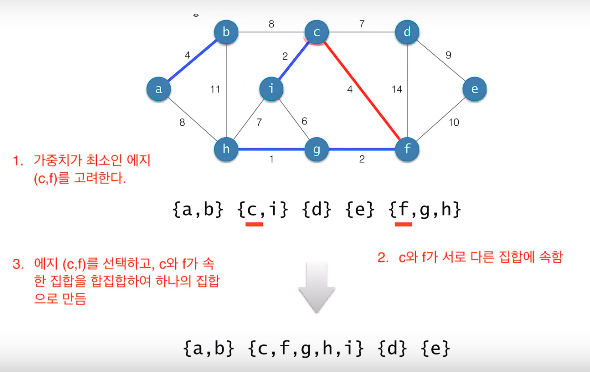 8
7
b
c
d
4
2
9
a
11
i
4
14
e
8
7
6
10
h
g
f
1
2
1. 가중치가 최소인 에지
(c,f)를 고려한다.
{a,b} {c,i} {d} {e} {f,g,h}
3. 에지 (c,f)를 선택하고, c와 f가 속
한 집합을 합집합하여 하나의 집합
으로 만듬
2. c와 f가 서로 다른 집합에 속함
{a,b} {c,f,g,h,i} {d} {e}